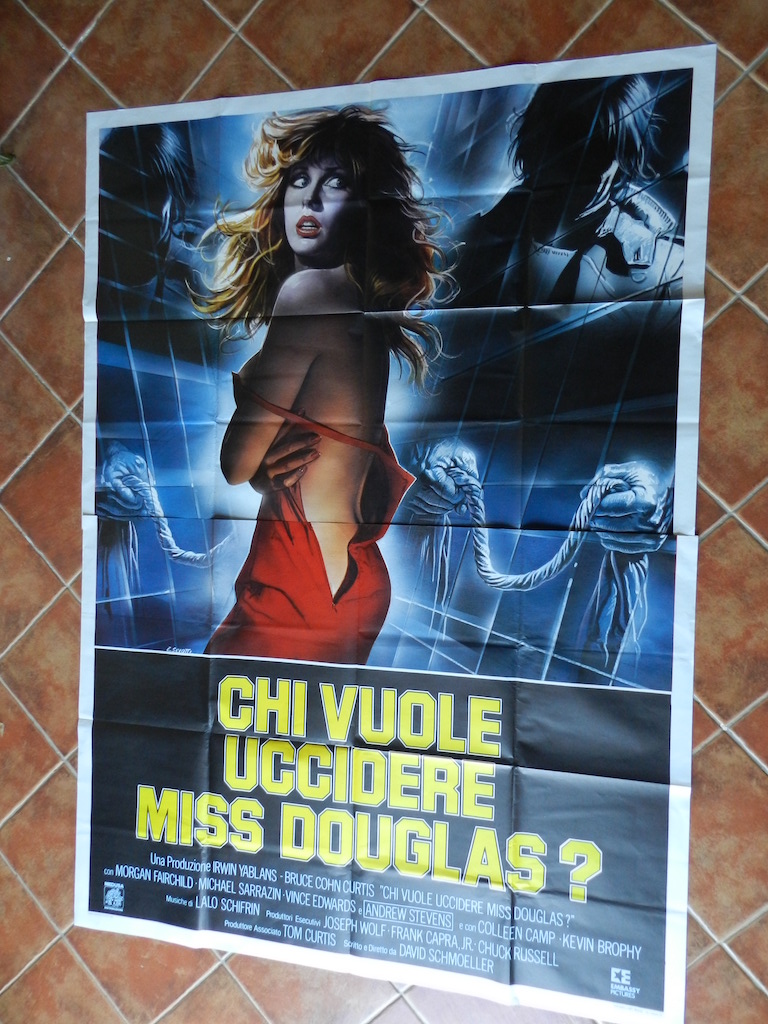 CHI VUOLE
UCCIDERE
MISS DOUGLAS?
Una Produzione IRWIN YABLANS - BRUCE COHN CURTIS "CHI VUOLE UCCIDERE MISS DOUGLAS?"
con MORGAN FAIRCHILD · MICHAEL SARRAZIN · VINCE EDWARDS e ANDREW STEVENS e con COLLEEN CAMP · KEVIN BROPHY
Musiche di LALO SCHIFRIN Produttori Esecutivi JOSEPH WOLF · FRANK CAPRA, JR. · CHUCK RUSSELL
Produttore Associato TOM CURTIS Scritto e Diretto da DAVID SCHMOELLER
EMBASSY
PICTURES